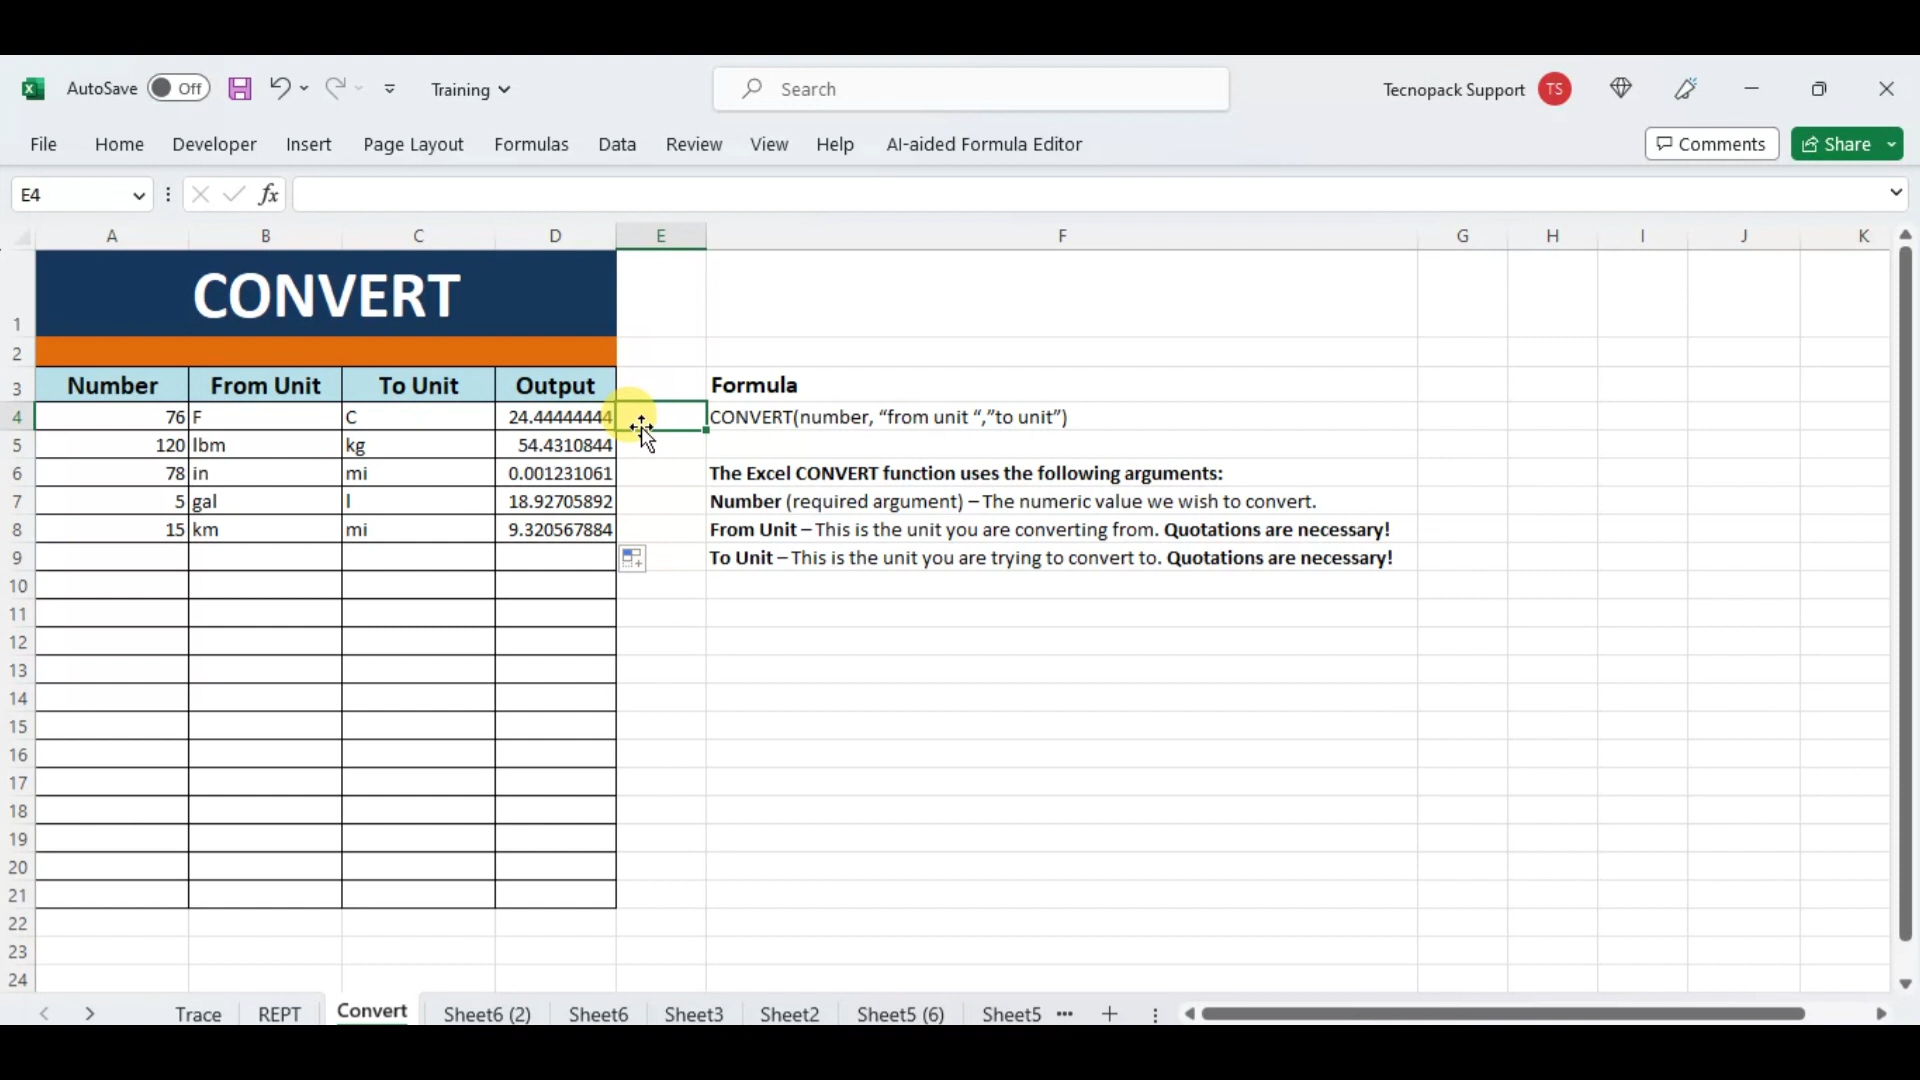 AutoSave Off Training Search Tecnopack Support TS
File Home Developer Insert Page Layout Formulas Data Review View Help AI-aided Formula Editor Comments Share
E4 fx
A B C D E F G H I J K
1 CONVERT
2
3 Number From Unit To Unit Output Formula
4 76 F C 24.44444444 CONVERT(number, “from unit “,”to unit”)
5 120 lbm kg 54.4310844
6 78 in mi 0.001231061 The Excel CONVERT function uses the following arguments:
7 5 gal l 18.92705892 Number (required argument) – The numeric value we wish to convert.
8 15 km mi 9.320567884 From Unit – This is the unit you are converting from. Quotations are necessary!
9 To Unit – This is the unit you are trying to convert to. Quotations are necessary!
10
11
12
13
14
15
16
17
18
19
20
21
22
23
24
Trace REPT Convert Sheet6 (2) Sheet6 Sheet3 Sheet2 Sheet5 (6) Sheet5 ••• +